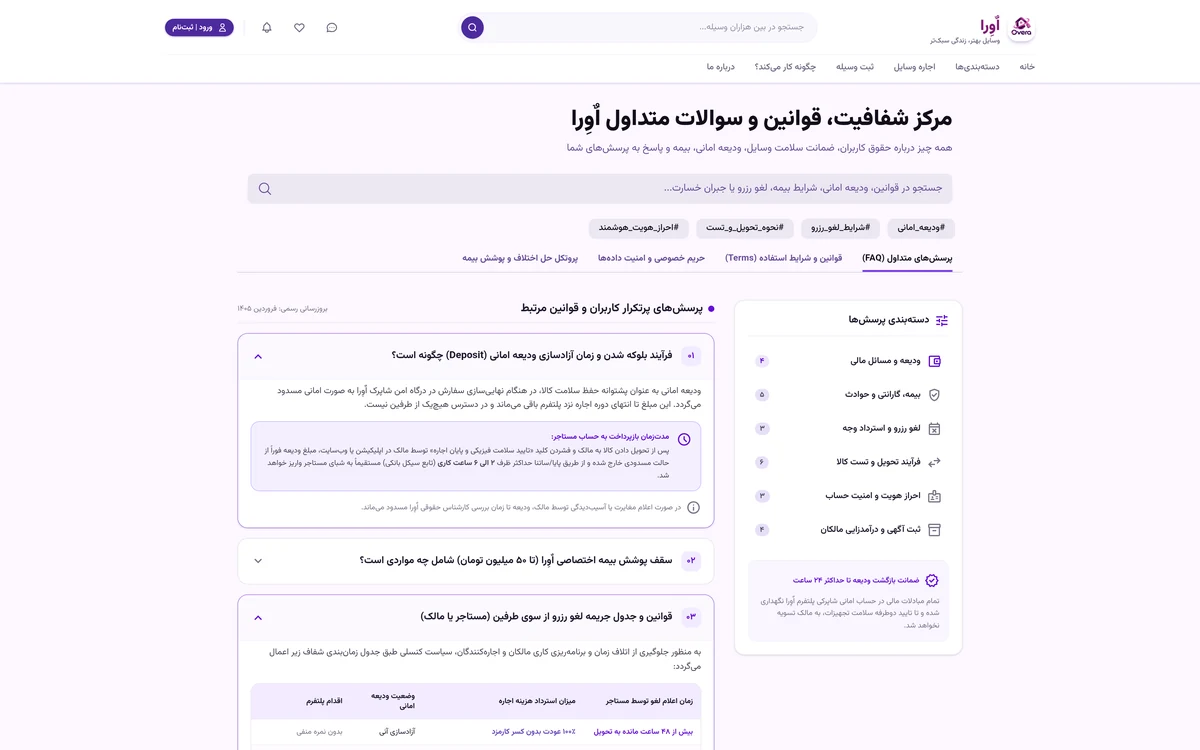 Overa
اَوِرا
وسایل بهتر، زندگی سبک‌تر
جستجو در بین هزاران وسیله...
ورود | ثبت‌نام
خانه
دسته‌بندی‌ها
اجاره وسایل
ثبت وسیله
چگونه کار می‌کند؟
درباره ما
مرکز شفافیت، قوانین و سوالات متداول اَوِرا
همه چیز درباره حقوق کاربران، ضمانت سلامت وسایل، ودیعه امانی، بیمه و پاسخ به پرسش‌های شما
جستجو در قوانین، ودیعه امانی، شرایط بیمه، لغو رزرو یا جبران خسارت...
#ودیعه_امانی
#شرایط_لغو_رزرو
#نحوه_تحویل_و_تست
#احراز_هویت_هوشمند
پرسش‌های متداول (FAQ)
قوانین و شرایط استفاده (Terms)
حریم خصوصی و امنیت داده‌ها
پروتکل حل اختلاف و پوشش بیمه
دسته‌بندی پرسش‌ها
ودیعه و مسائل مالی ۴
بیمه، گارانتی و حوادث ۵
لغو رزرو و استرداد وجه ۳
فرآیند تحویل و تست کالا ۶
احراز هویت و امنیت حساب ۳
ثبت آگهی و درآمدزایی مالکان ۴
ضمانت بازگشت ودیعه تا حداکثر ۲۴ ساعت
تمام مبادلات مالی در حساب امانی شاپرکی پلتفرم اَورا نگهداری
شده و تا تایید دوطرفه سلامت تجهیزات، به مالک تسویه
نخواهد شد.
پرسش‌های پرتکرار کاربران و قوانین مرتبط
بروزرسانی رسمی: فروردین ۱۴۰۵
۰۱ فرآیند بلوکه شدن و زمان آزادسازی ودیعه امانی (Deposit) چگونه است؟
ودیعه امانی به عنوان پشتوانه حفظ سلامت کالا، در هنگام نهایی‌سازی سفارش در درگاه امن شاپرک اَورا به صورت امانی مسدود
می‌گردد. این مبلغ تا انتهای دوره اجاره نزد پلتفرم باقی می‌ماند و در دسترس هیچ‌یک از طرفین نیست.
مدت‌زمان بازپرداخت به حساب مستاجر:
پس از تحویل دادن کالا به مالک و فشردن کلید «تایید سلامت فیزیکی و پایان اجاره» توسط مالک در اپلیکیشن یا وب‌سایت، مبلغ ودیعه فوراً از
حالت مسدودی خارج شده و از طریق پایا/ساتنا حداکثر ظرف ۲ الی ۶ ساعت کاری (تابع سیکل بانکی) مستقیماً به شبای مستاجر واریز خواهد
شد.
در صورت اعلام مغایرت یا آسیب‌دیدگی توسط مالک، ودیعه تا زمان بررسی کارشناس حقوقی اَورا مسدود می‌ماند.
۰۲ سقف پوشش بیمه اختصاصی اَوِرا (تا ۵۰ میلیون تومان) شامل چه مواردی است؟
۰۳ قوانین و جدول جریمه لغو رزرو از سوی طرفین (مستاجر یا مالک)
به منظور جلوگیری از اتلاف زمان و برنامه‌ریزی کاری مالکان و اجاره‌کنندگان، سیاست کنسلی طبق جدول زمان‌بندی شفاف زیر اعمال
می‌گردد:
زمان اعلام لغو توسط مستاجر
میزان استرداد هزینه اجاره
وضعیت ودیعه
امانی
اقدام پلتفرم
بیش از ۴۸ ساعت مانده به تحویل
۱۰۰٪ عودت بدون کسر کارمزد
آزادسازی آنی
بدون نمره منفی